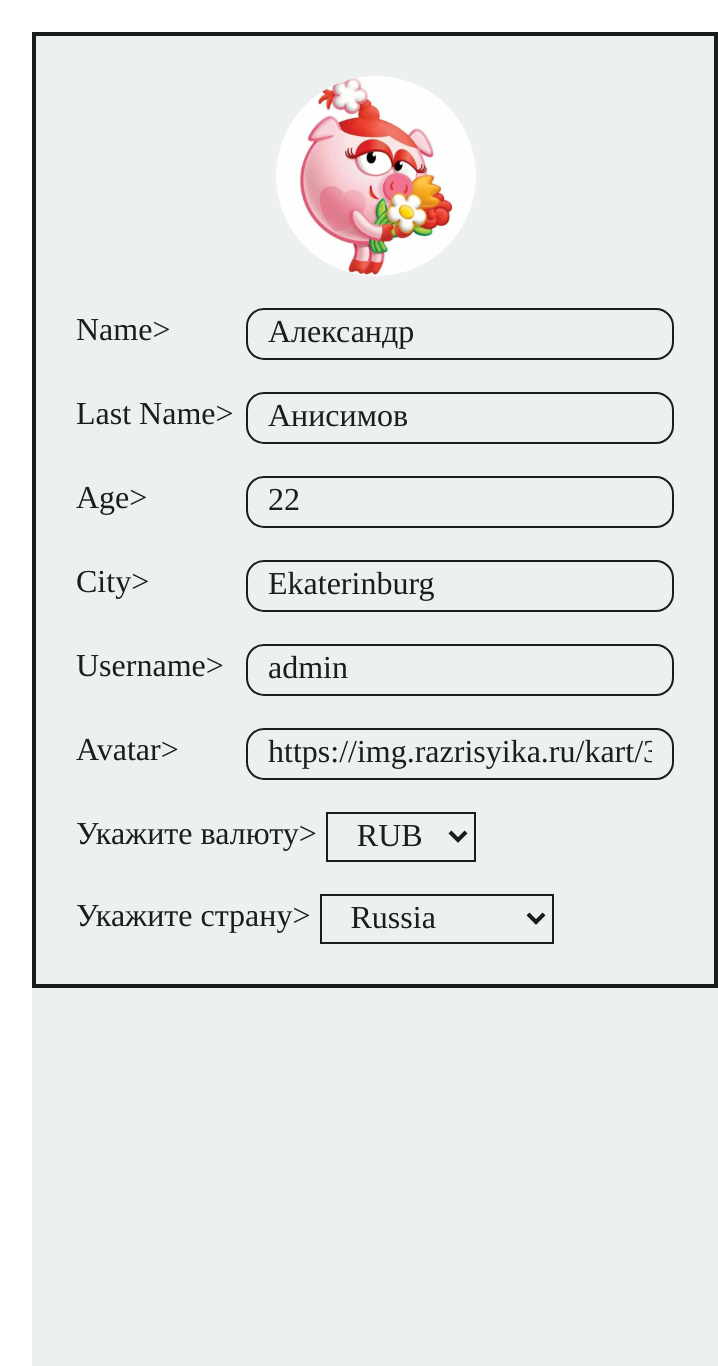 Name> Александр
Last Name> Анисимов
Age> 22
City> Ekaterinburg
Username> admin
Avatar> https://img.razrisyika.ru/kart/
Укажите валюту> RUB
Укажите страну> Russia